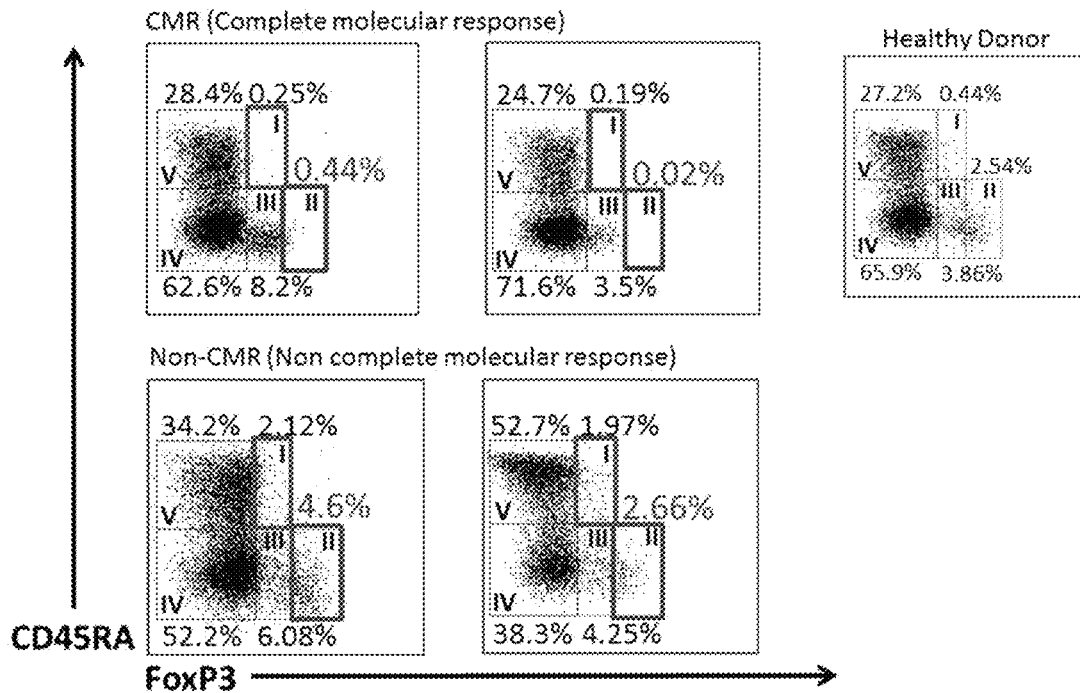 CMR (Complete molecular response)
28.4% 0.25%
I
0.44%
V
III II
IV
62.6% 8.2%
24.7% 0.19%
I
0.02%
V
III II
IV
71.6% 3.5%
Healthy Donor
27.2% 0.44%
I
2.54%
V
III II
IV
65.9% 3.86%
Non-CMR (Non complete molecular response)
34.2% 2.12%
I
4.6%
V
III II
IV
52.2% 6.08%
52.7% 1.97%
I
2.66%
V
III II
IV
38.3% 4.25%
CD45RA
FoxP3